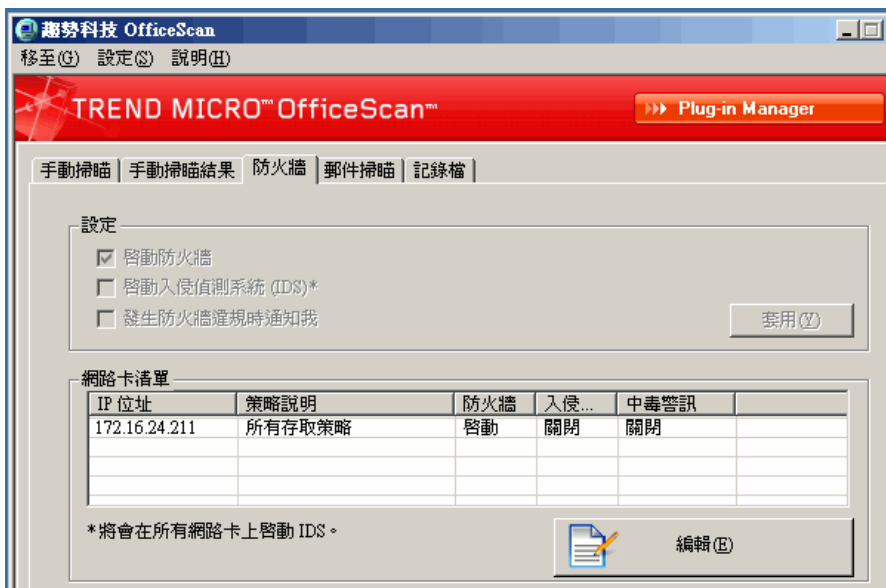 趨勢科技 OfficeScan
移至(G) 設定(S) 說明(H)
TREND MICRO™ OfficeScan™
Plug-in Manager
手動掃瞄 手動掃瞄結果 防火牆 郵件掃瞄 記錄檔
設定
啓動防火牆
啓動入侵偵測系統 (IDS)*
發生防火牆違規時通知我
套用(Y)
網路卡清單
IP 位址 策略說明 防火牆 入侵... 中毒警訊
172.16.24.211 所有存取策略 啓動 關閉 關閉
*將會在所有網路卡上啓動 IDS。
編輯(E)